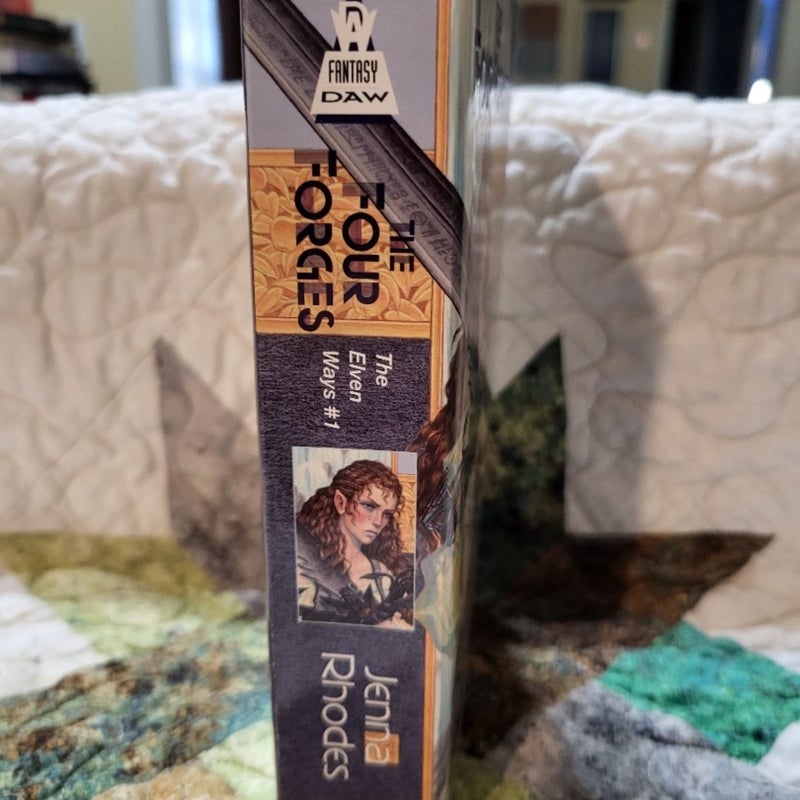 FANTASY
DAW
THE
FOUR
FORGES
The
Elven
Ways #1
Jenna
Rhodes